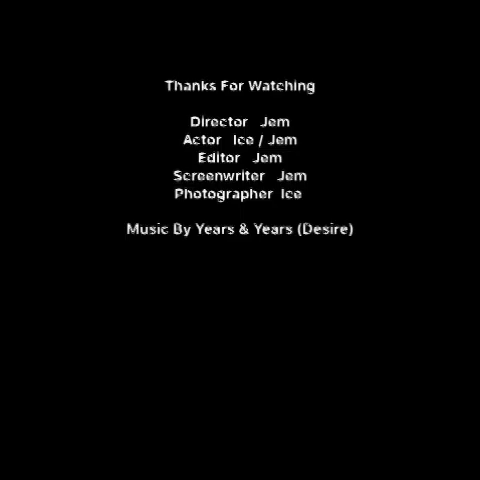 Thanks For Watching
Director Jem
Actor Ice / Jem
Editor Jem
Screenwriter Jem
Photographer Ice
Music By Years & Years (Desire)